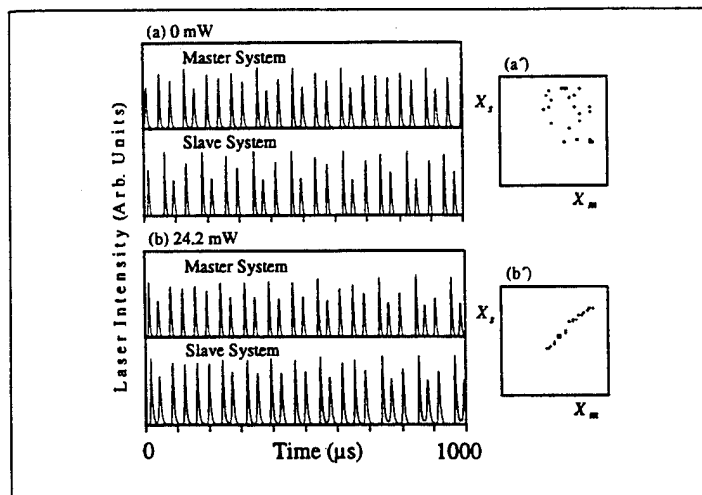 (a) 0 mW
Master System
Slave System
(a´)
X_s
X_m
(b) 24.2 mW
Master System
Slave System
(b´)
X_s
X_m
Laser Intensity (Arb. Units)
0
Time (µs)
1000